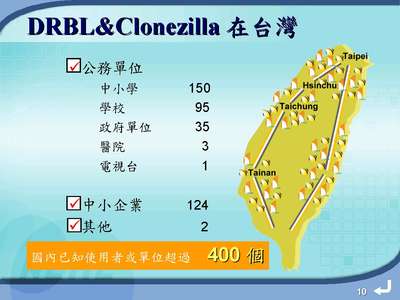 DRBL&Clonezilla 在台灣
公務單位
中小學 150
學校 95
政府單位 35
醫院 3
電視台 1
中小企業 124
其他 2
國內已知使用者或單位超過 400 個
Taipei
Hsinchu
Taichung
Tainan
10